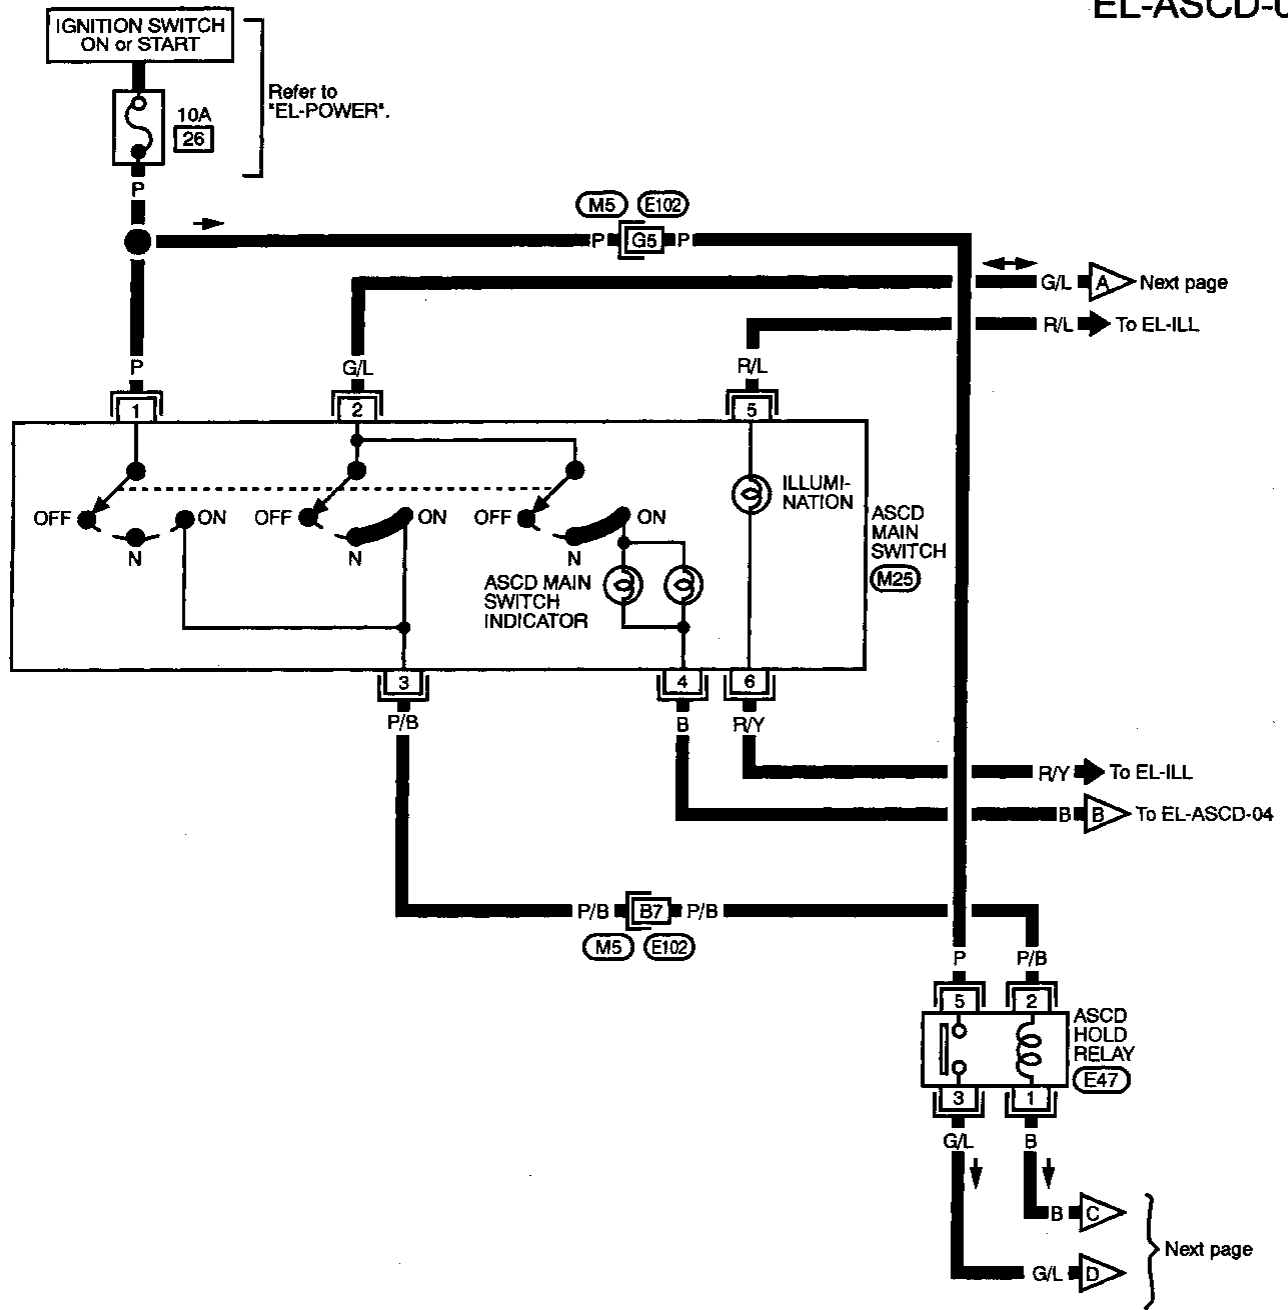 EL-ASCD-0
IGNITION SWITCH
ON or START
Refer to
"EL-POWER".
10A
26
P
M5 E102
P G5 P
G/L A Next page
R/L To EL-ILL
P
G/L
R/L
1
2
5
OFF
N
ON
OFF
N
ON
OFF
N
ON
ILLUMI-
NATION
ASCD
MAIN
SWITCH
M25
ASCD MAIN
SWITCH
INDICATOR
3
4
6
P/B
B
R/Y
R/Y To EL-ILL
B B To EL-ASCD-04
P/B B7 P/B
M5 E102
P
P/B
5
2
ASCD
HOLD
RELAY
E47
3
1
G/L
B
B C
Next page
G/L D